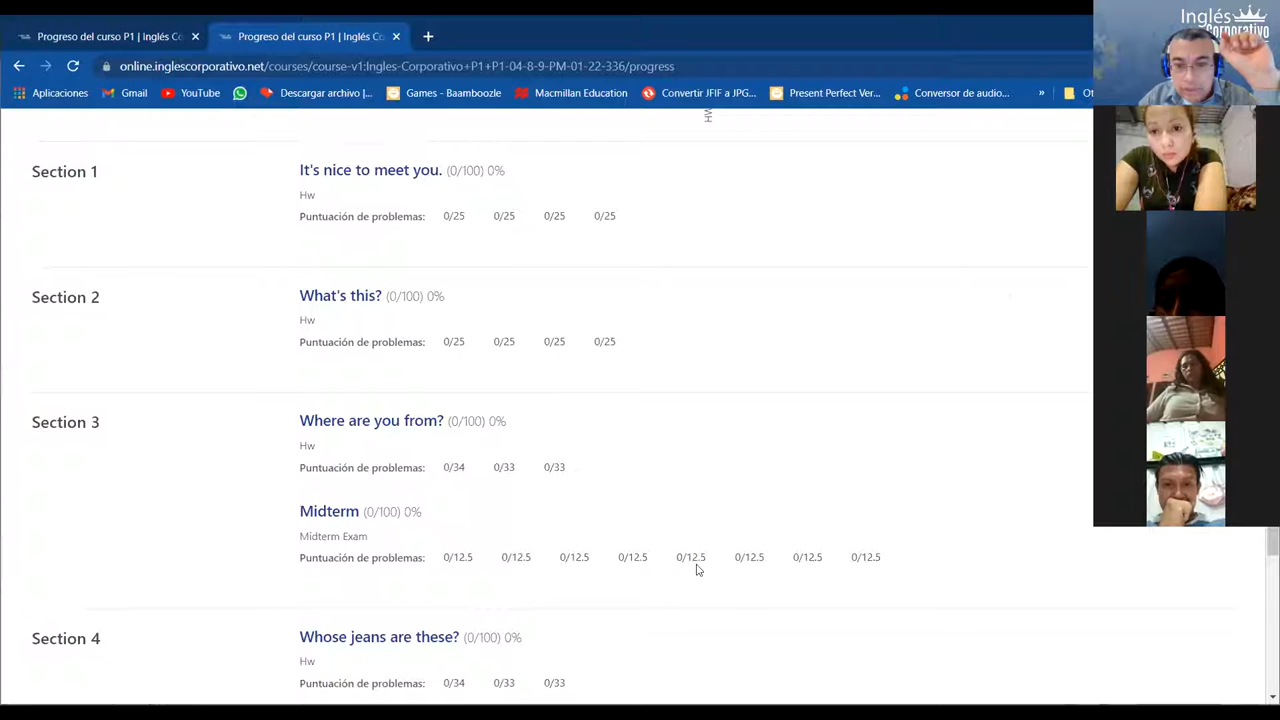 Progreso del curso P1 | Inglés Co
Progreso del curso P1 | Inglés Co
online.inglescorporativo.net/courses/course-v1:Ingles-Corporativo+P1+P1-04-8-9-PM-01-22-336/progress
Aplicaciones
Gmail
YouTube
Descargar archivo |...
Games - Baamboozle
Macmillan Education
Convertir JFIF a JPG...
Present Perfect Ver...
Conversor de audio...
»
Inglés
Corporativo
HW
Section 1
It's nice to meet you. (0/100) 0%
Hw
Puntuación de problemas: 0/25 0/25 0/25 0/25
Section 2
What's this? (0/100) 0%
Hw
Puntuación de problemas: 0/25 0/25 0/25 0/25
Section 3
Where are you from? (0/100) 0%
Hw
Puntuación de problemas: 0/34 0/33 0/33
Midterm (0/100) 0%
Midterm Exam
Puntuación de problemas: 0/12.5 0/12.5 0/12.5 0/12.5 0/12.5 0/12.5 0/12.5 0/12.5
Section 4
Whose jeans are these? (0/100) 0%
Hw
Puntuación de problemas: 0/34 0/33 0/33